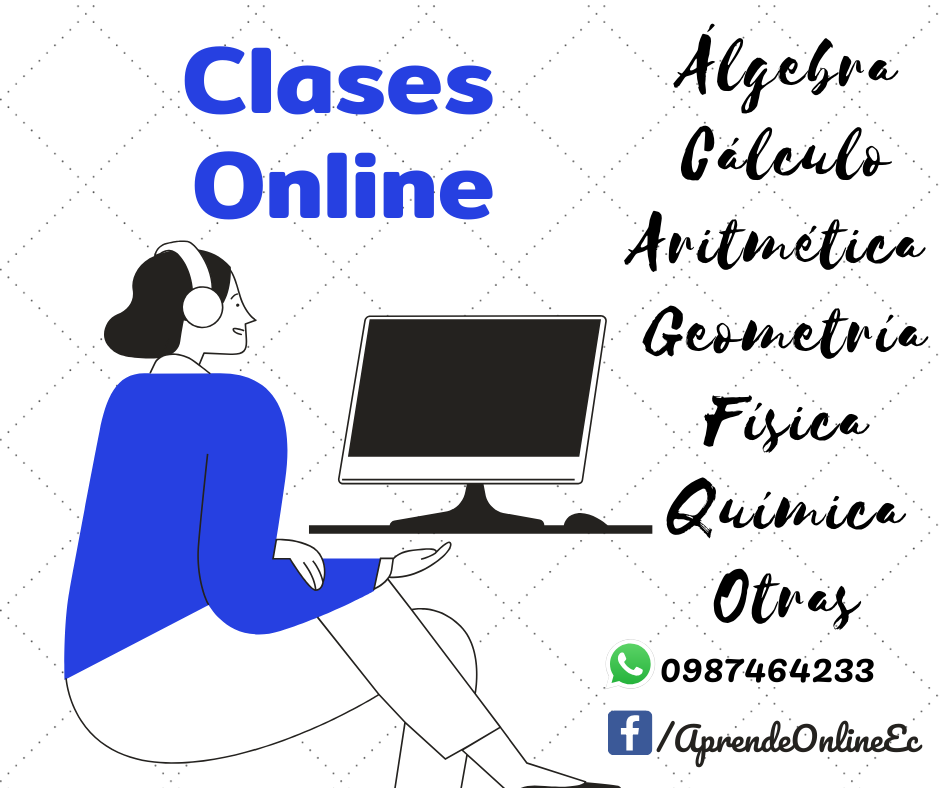 Clases
Online
Álgebra
Cálculo
Aritmética
Geometría
Física
Química
Otras
0987464233
/AprendeOnlineEc